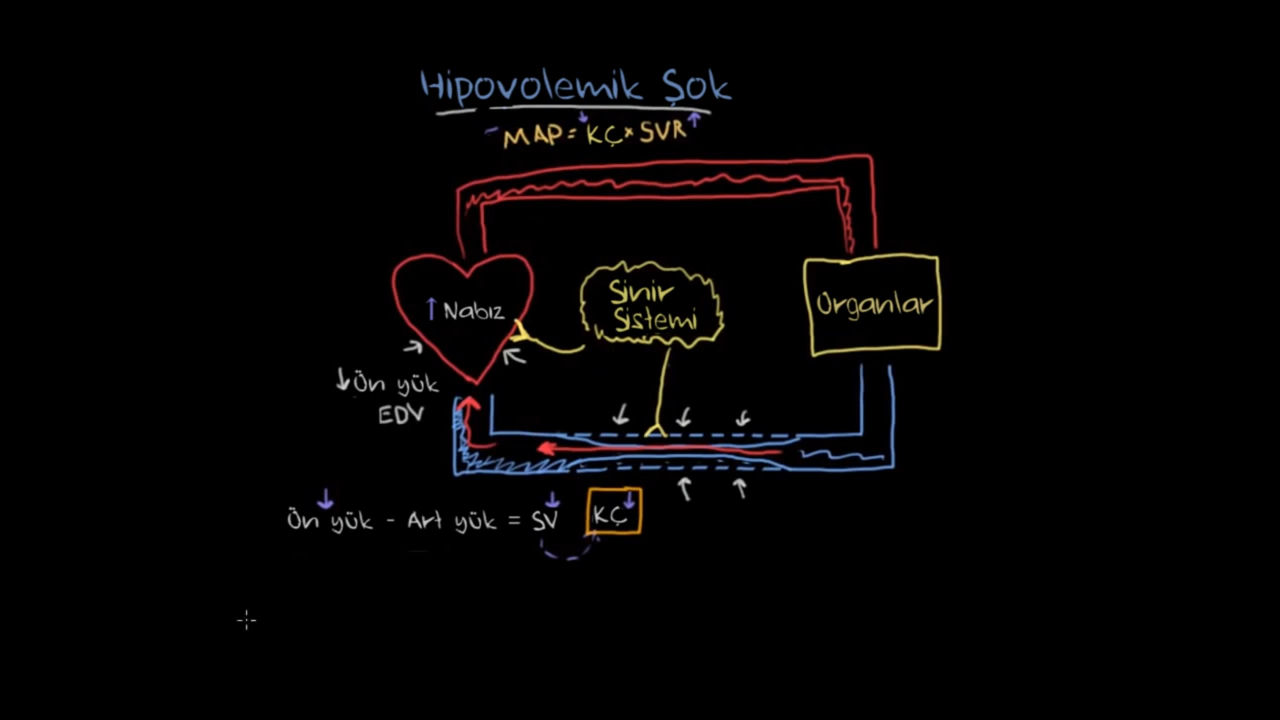 Hipovolemik Şok
- MAP = ↓KÇ × SVR↑
↑ Nabız
Sinir
Sistemi
Organlar
↓Ön yük
EDV
Ön↓ yük - Art yük = SV↓ KÇ↓